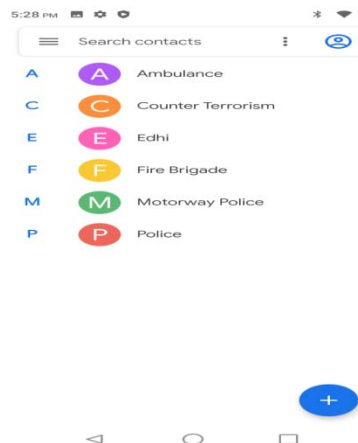 5:28 PM
Search contacts
A A Ambulance
C C Counter Terrorism
E E Edhi
F F Fire Brigade
M M Motorway Police
P P Police
+